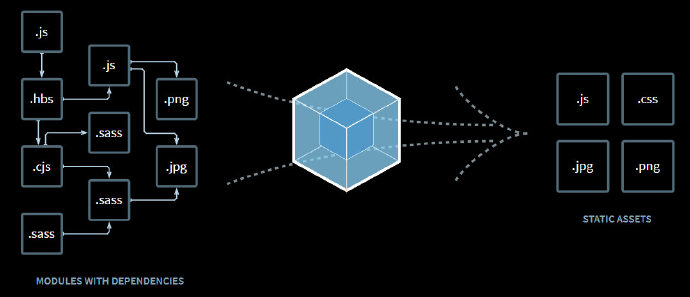 .js
.js
.hbs
.png
.sass
.cjs
.jpg
.sass
.sass
MODULES WITH DEPENDENCIES
.js
.css
.jpg
.png
STATIC ASSETS